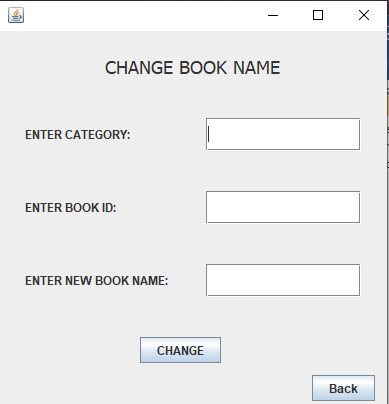 CHANGE BOOK NAME
ENTER CATEGORY:
ENTER BOOK ID:
ENTER NEW BOOK NAME:
CHANGE
Back